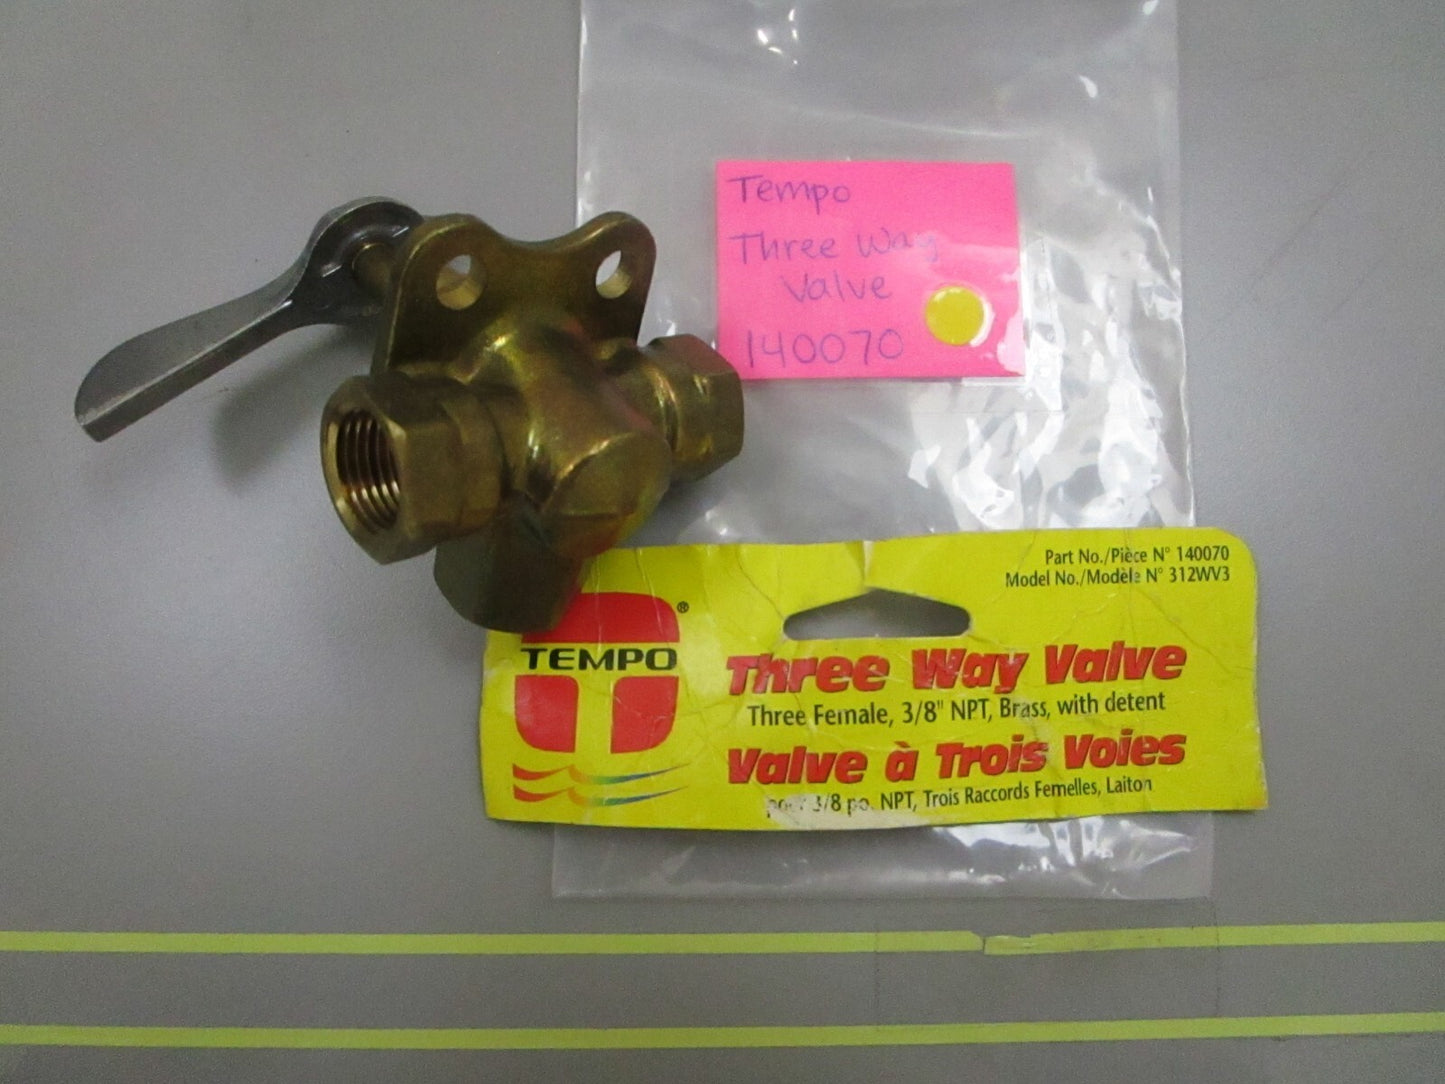 Tempo
Three Way
Valve
140070
Part No./Pièce N° 140070
Model No./Modèle N° 312WV3
®
TEMPO
Three Way Valve
Three Female, 3/8" NPT, Brass, with detent
Valve à Trois Voies
pour 3/8 po. NPT, Trois Raccords Femelles, Laiton